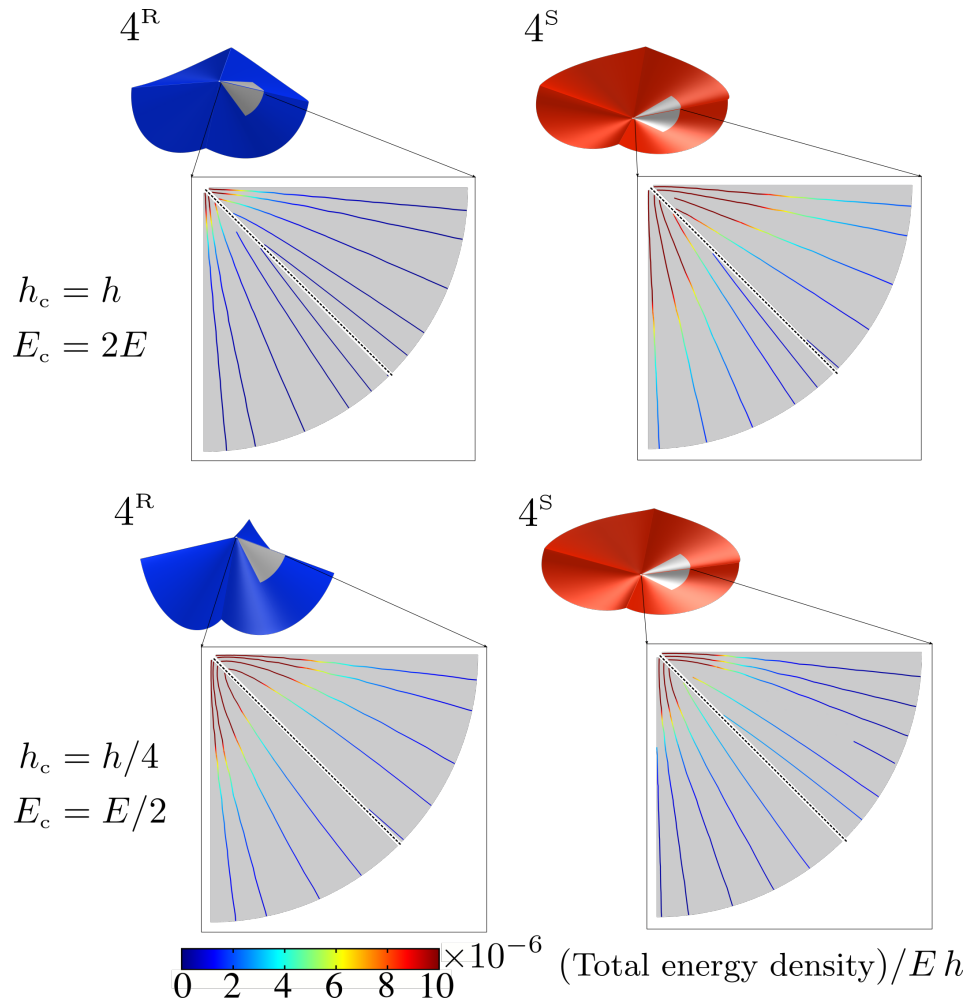 4^R 4^S
h_c = h
E_c = 2E
4^R 4^S
h_c = h/4
E_c = E/2
×10^-6 (Total energy density)/E h
0 2 4 6 8 10